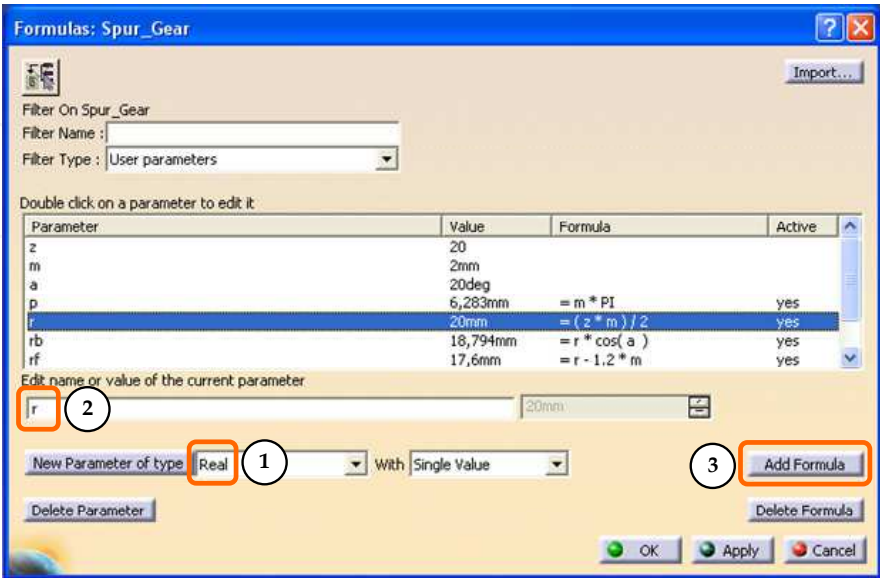 Formulas: Spur_Gear
Import...
Filter On Spur_Gear
Filter Name :
Filter Type : User parameters
Double click on a parameter to edit it
Parameter Value Formula Active
z 20
m 2mm
a 20deg
p 6,283mm = m * PI yes
r 20mm = ( z * m ) / 2 yes
rb 18,794mm = r * cos( a ) yes
rf 17,6mm = r - 1,2 * m yes
Edit name or value of the current parameter
r 2 20mm
New Parameter of type Real 1 With Single Value 3 Add Formula
Delete Parameter Delete Formula
OK Apply Cancel